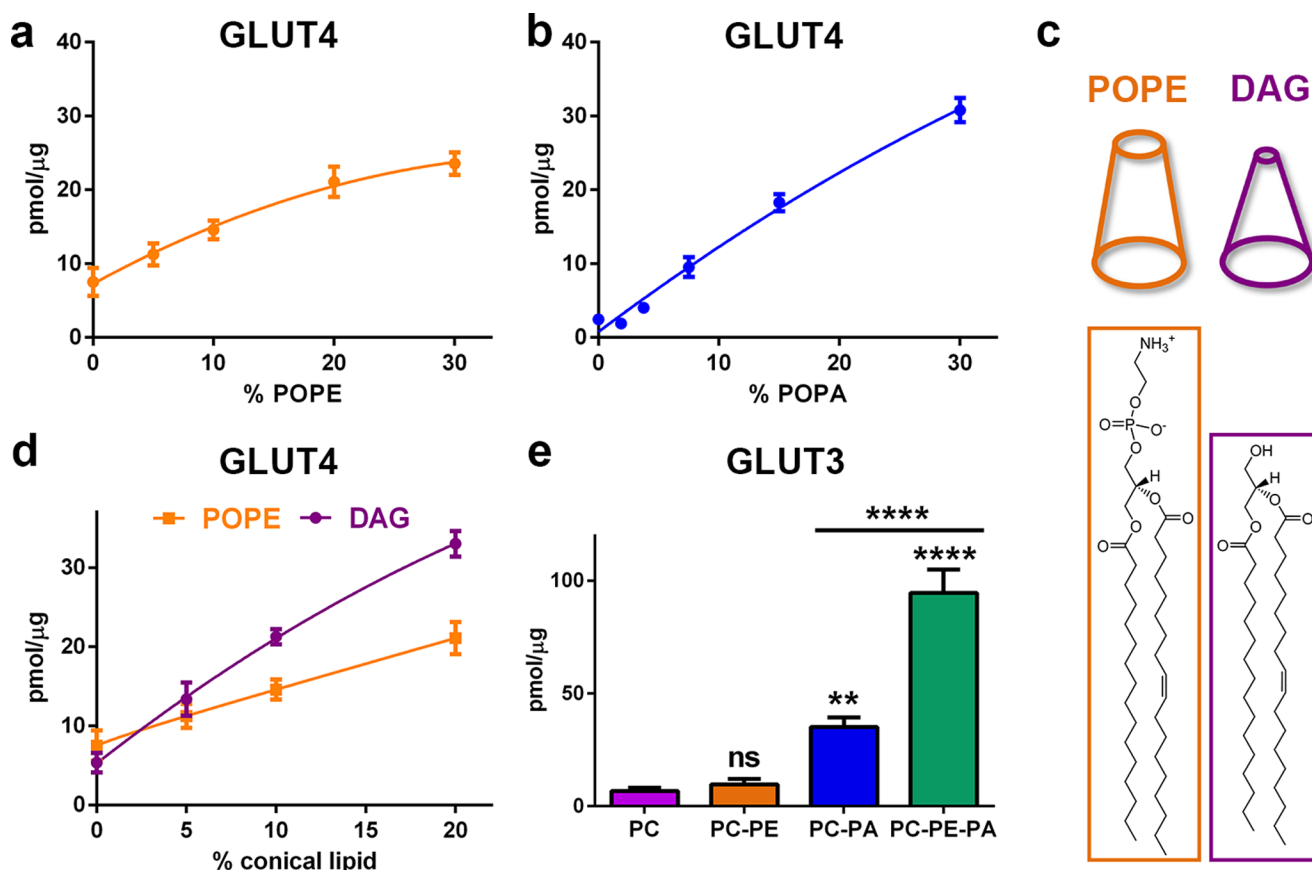 a
GLUT4
pmol/µg
40
30
20
10
0
0 10 20 30
% POPE
b
GLUT4
pmol/µg
40
30
20
10
0
0 10 20 30
% POPA
c
POPE DAG
NH₃⁺
O
O P O⁻
O
H
O O
O
O
OH
H
O O
O
O
d
GLUT4
POPE DAG
pmol/µg
30
20
10
0
0 5 10 15 20
% conical lipid
e
GLUT3
pmol/µg
100
50
0
ns
**
****
****
PC PC-PE PC-PA PC-PE-PA